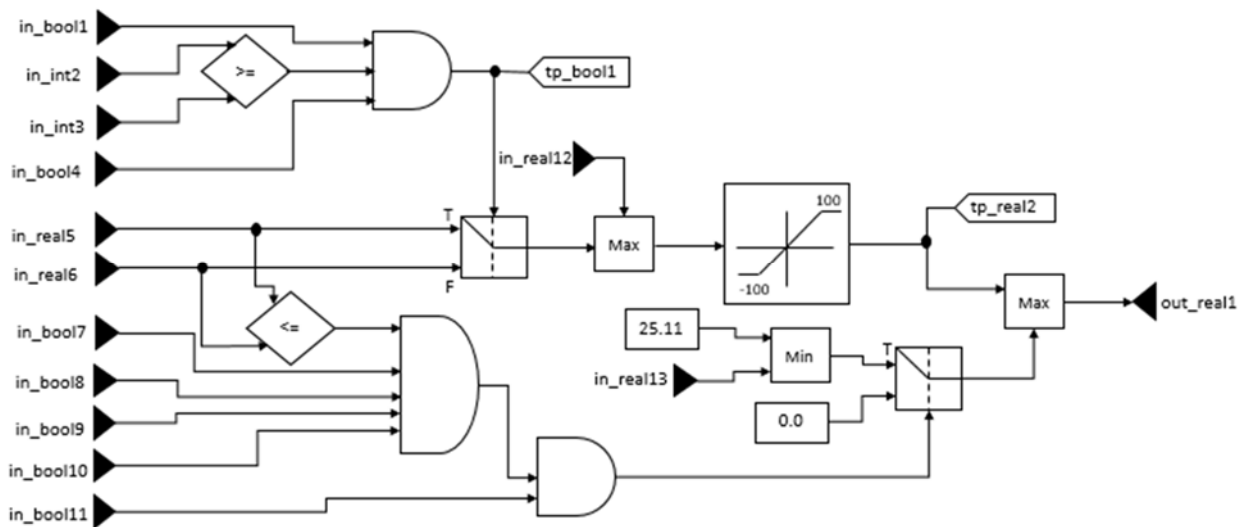 in_bool1
in_int2
>=
tp_bool1
in_int3
in_real12
in_bool4
100
tp_real2
T
in_real5
Max
in_real6
F
-100
Max
out_real1
<=
25.11
in_bool7
T
Min
in_real13
in_bool8
0.0
in_bool9
in_bool10
in_bool11